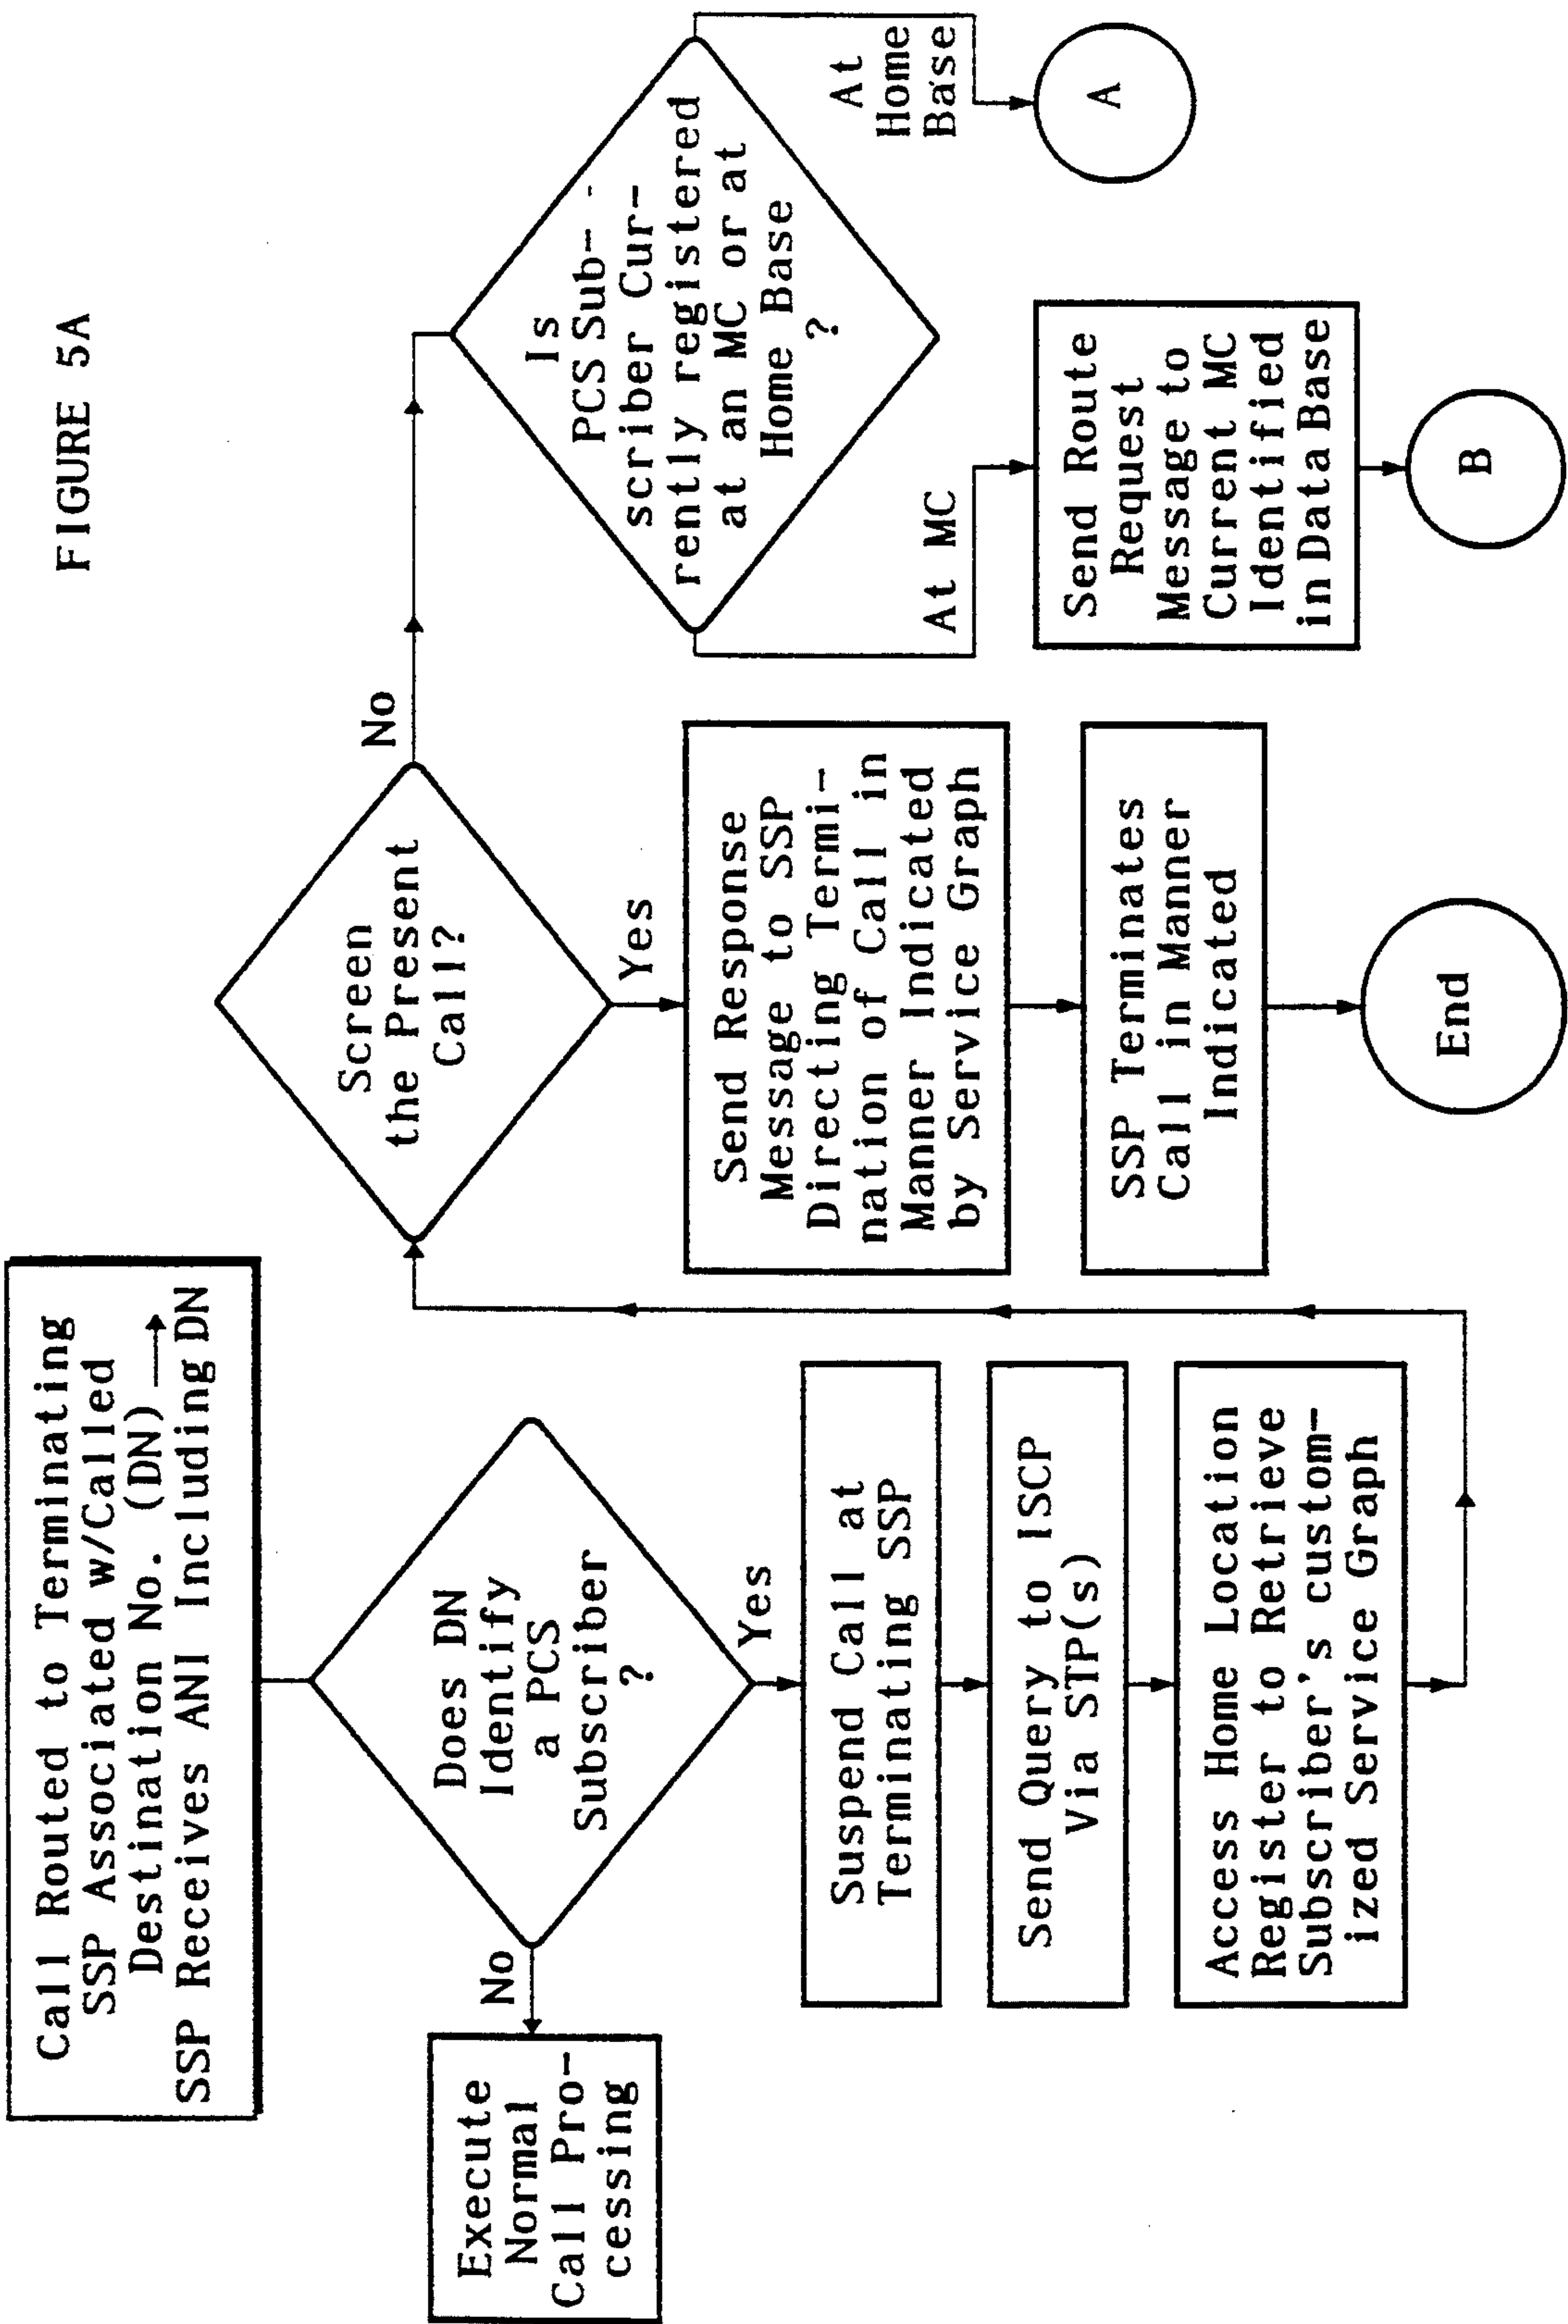 FIGURE 5A
Call Routed to Terminating
SSP Associated w/Called
Destination No. (DN) →
SSP Receives ANI Including DN
Does DN
Identify
a PCS
Subscriber
?
No
Execute
Normal
Call Pro-
cessing
Yes
Suspend Call at
Terminating SSP
Send Query to ISCP
Via STP(s)
Access Home Location
Register to Retrieve
Subscriber's custom-
ized Service Graph
Screen
the Present
Call?
Yes
Send Response
Message to SSP
Directing Termi-
nation of Call in
Manner Indicated
by Service Graph
SSP Terminates
Call in Manner
Indicated
End
No
Is
PCS Sub-
scriber Cur-
rently registered
at an MC or at
Home Base
?
At MC
Send Route
Request
Message to
Current MC
Identified
in Data Base
B
At
Home
Base
A